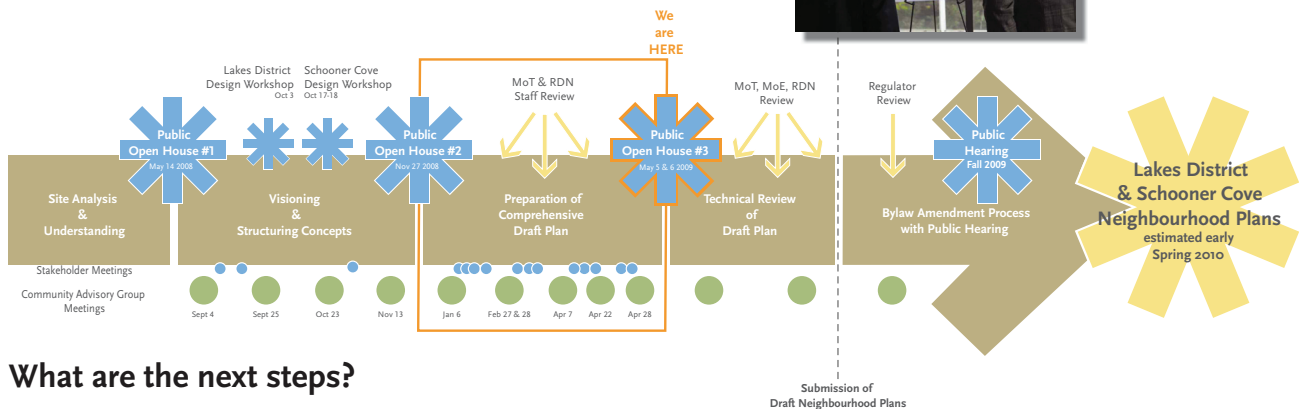 We
are
HERE
Lakes District
Design Workshop
Oct 3
Schooner Cove
Design Workshop
Oct 17-18
MoT & RDN
Staff Review
MoT, MoE, RDN
Review
Regulator
Review
Public
Open House #1
May 14 2008
Public
Open House #2
Nov 27 2008
Public
Open House #3
May 5 & 6 2009
Public
Hearing
Fall 2009
Site Analysis
&
Understanding
Visioning
&
Structuring Concepts
Preparation of
Comprehensive
Draft Plan
Technical Review
of
Draft Plan
Bylaw Amendment Process
with Public Hearing
Lakes District
& Schooner Cove
Neighbourhood Plans
estimated early
Spring 2010
Stakeholder Meetings
Community Advisory Group
Meetings
Sept 4
Sept 25
Oct 23
Nov 13
Jan 6
Feb 27 & 28
Apr 7
Apr 22
Apr 28
What are the next steps?
Submission of
Draft Neighbourhood Plans